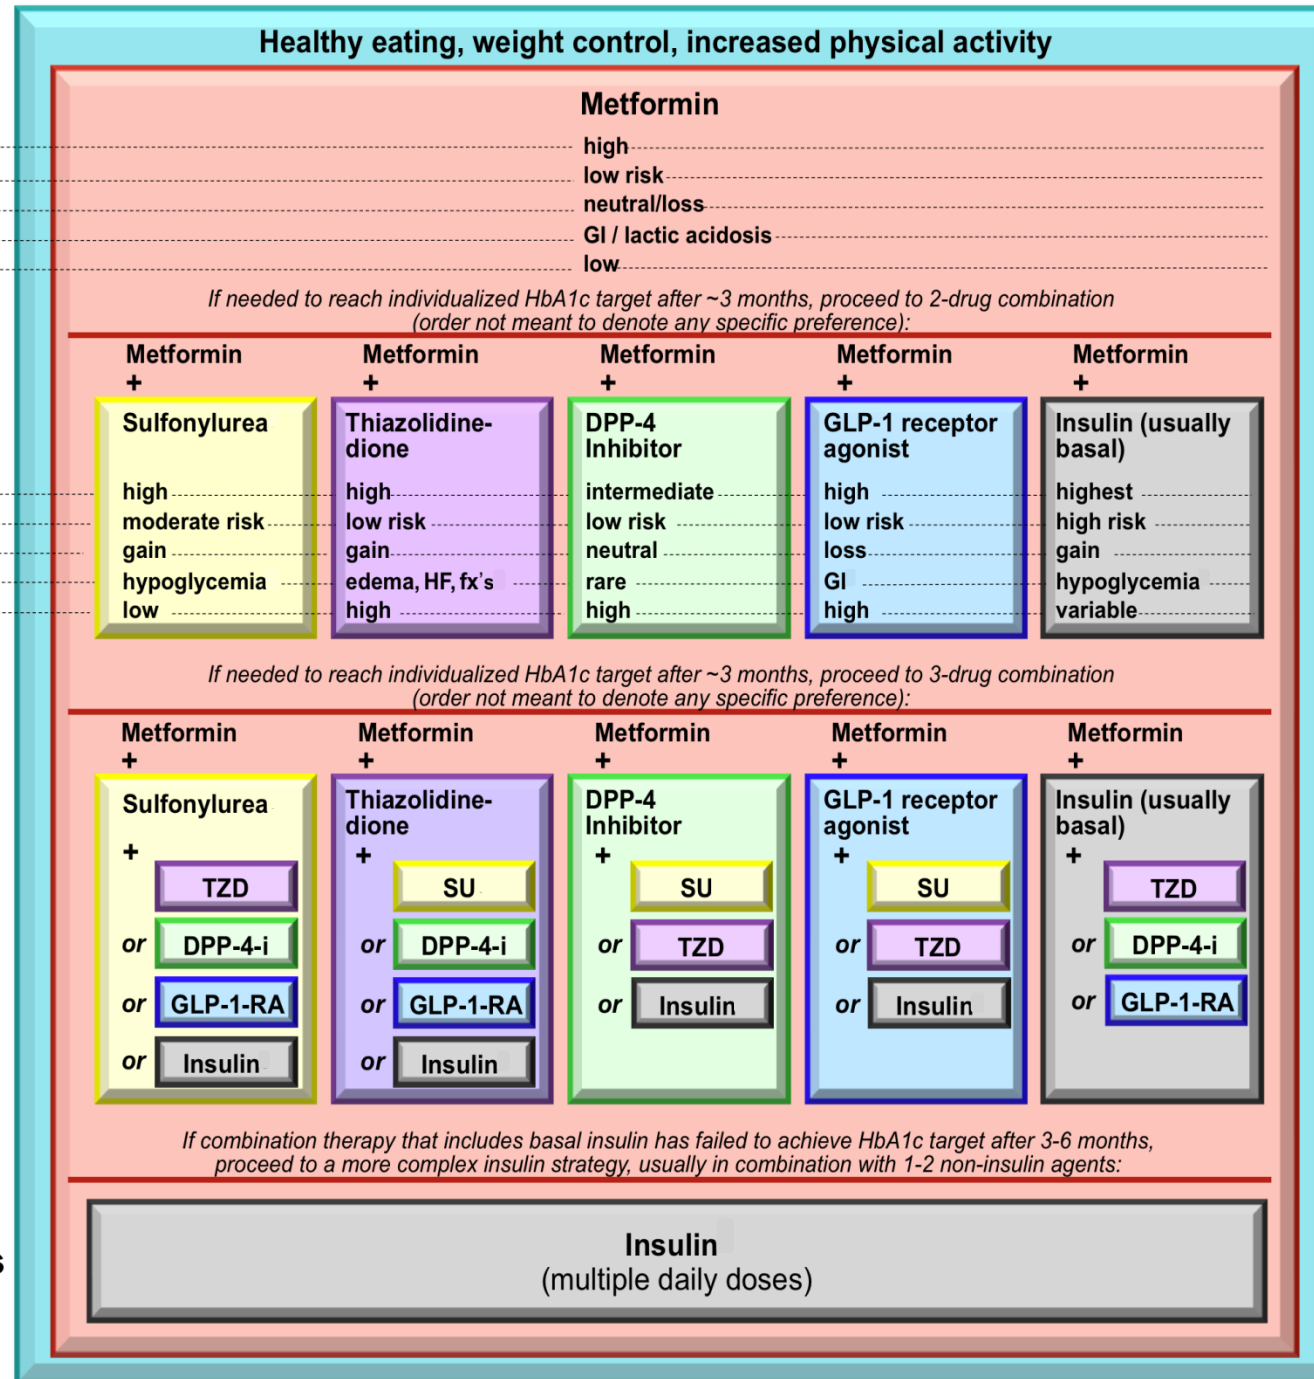 Healthy eating, weight control, increased physical activity
Metformin
high
low risk
neutral/loss
GI / lactic acidosis
low
If needed to reach individualized HbA1c target after ~3 months, proceed to 2-drug combination
(order not meant to denote any specific preference):
Metformin
+
Sulfonylurea
high
moderate risk
gain
hypoglycemia
low
Metformin
+
Thiazolidine-
dione
high
low risk
gain
edema, HF, fx's
high
Metformin
+
DPP-4
Inhibitor
intermediate
low risk
neutral
rare
high
Metformin
+
GLP-1 receptor
agonist
high
low risk
loss
GI
high
Metformin
+
Insulin (usually
basal)
highest
high risk
gain
hypoglycemia
variable
If needed to reach individualized HbA1c target after ~3 months, proceed to 3-drug combination
(order not meant to denote any specific preference):
Metformin
+
Sulfonylurea
+
TZD
or DPP-4-i
or GLP-1-RA
or Insulin
Metformin
+
Thiazolidine-
dione
+
SU
or DPP-4-i
or GLP-1-RA
or Insulin
Metformin
+
DPP-4
Inhibitor
+
SU
or TZD
or Insulin
Metformin
+
GLP-1 receptor
agonist
+
SU
or TZD
or Insulin
Metformin
+
Insulin (usually
basal)
+
TZD
or DPP-4-i
or GLP-1-RA
If combination therapy that includes basal insulin has failed to achieve HbA1c target after 3-6 months,
proceed to a more complex insulin strategy, usually in combination with 1-2 non-insulin agents:
Insulin
(multiple daily doses)